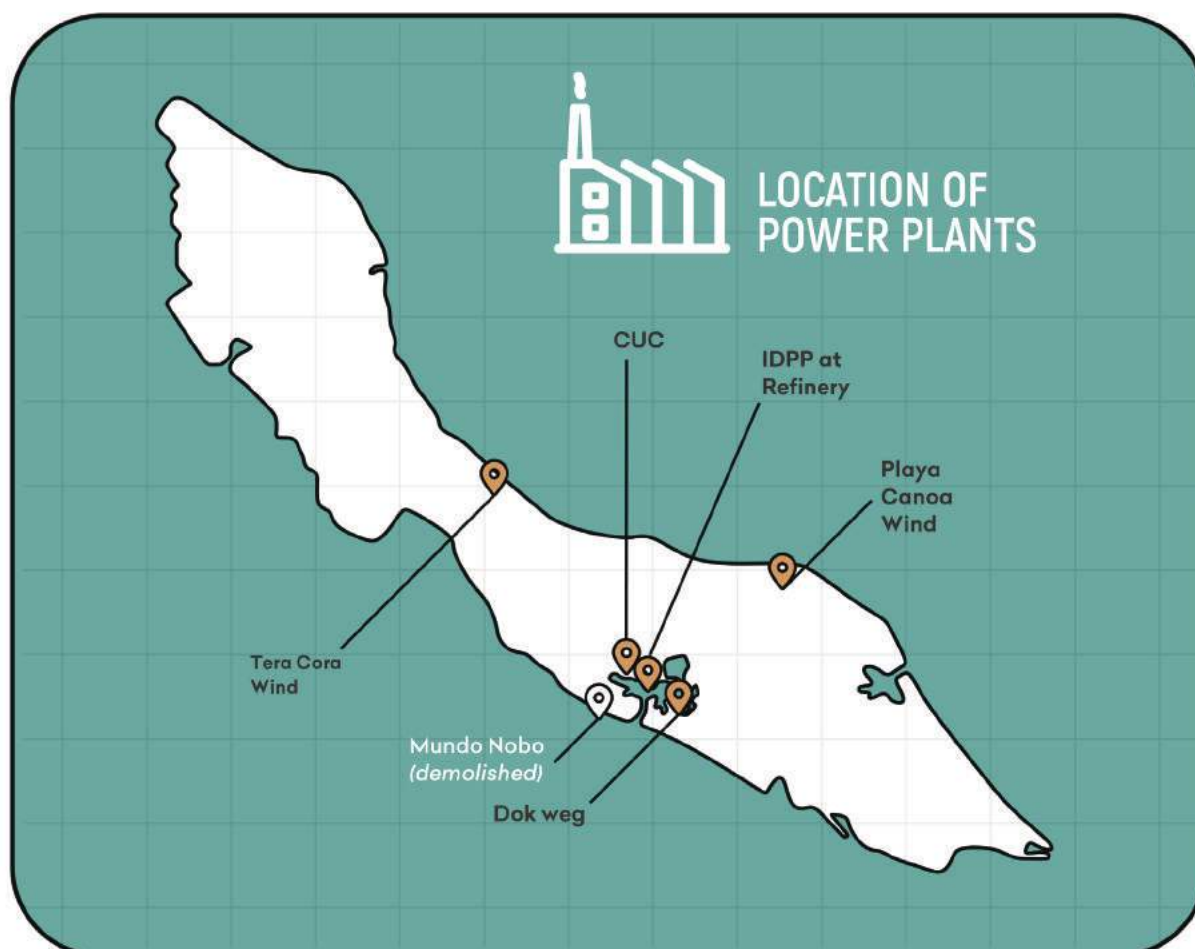 LOCATION OF
POWER PLANTS
CUC
IDPP at
Refinery
Playa
Canoa
Wind
Tera Cora
Wind
Mundo Nobo
(demolished)
Dok weg